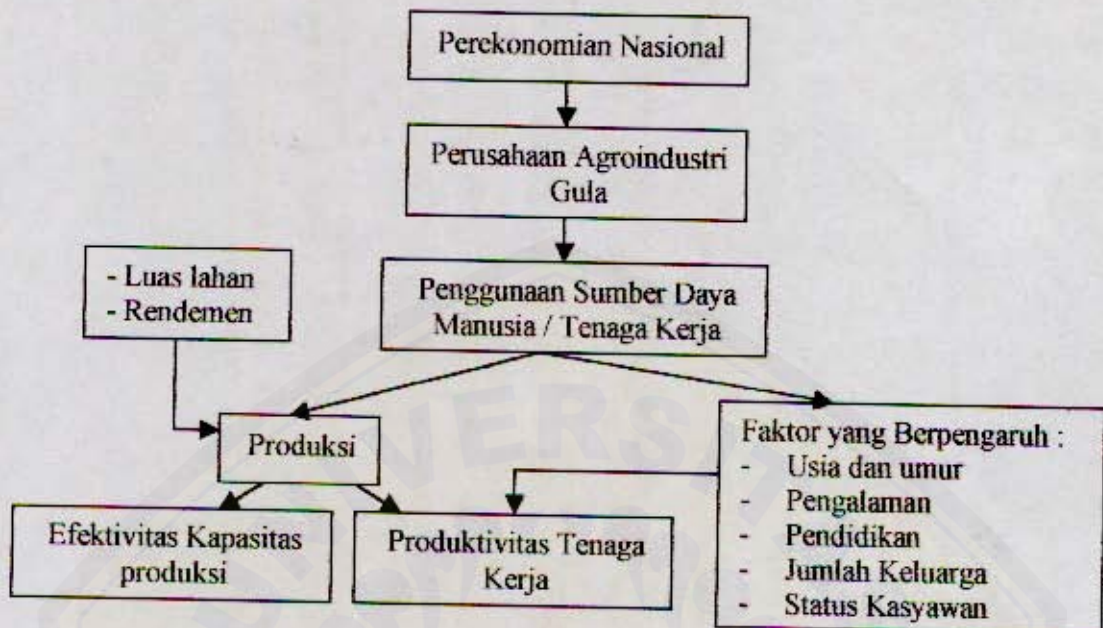 Perekonomian Nasional
Perusahaan Agroindustri
Gula
- Luas lahan
- Rendemen
Penggunaan Sumber Daya
Manusia / Tenaga Kerja
Produksi
Faktor yang Berpengaruh :
- Usia dan umur
- Pengalaman
- Pendidikan
- Jumlah Keluarga
- Status Kasyawan
Efektivitas Kapasitas
produksi
Produktivitas Tenaga
Kerja